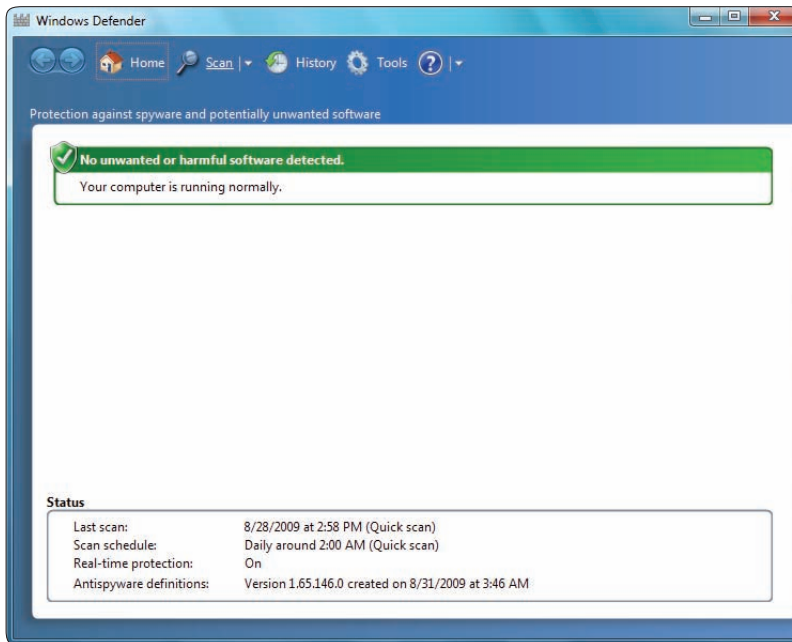 Windows Defender
Home Scan History Tools ?
Protection against spyware and potentially unwanted software
No unwanted or harmful software detected.
Your computer is running normally.
Status
Last scan: 8/28/2009 at 2:58 PM (Quick scan)
Scan schedule: Daily around 2:00 AM (Quick scan)
Real-time protection: On
Antispyware definitions: Version 1.65.146.0 created on 8/31/2009 at 3:46 AM